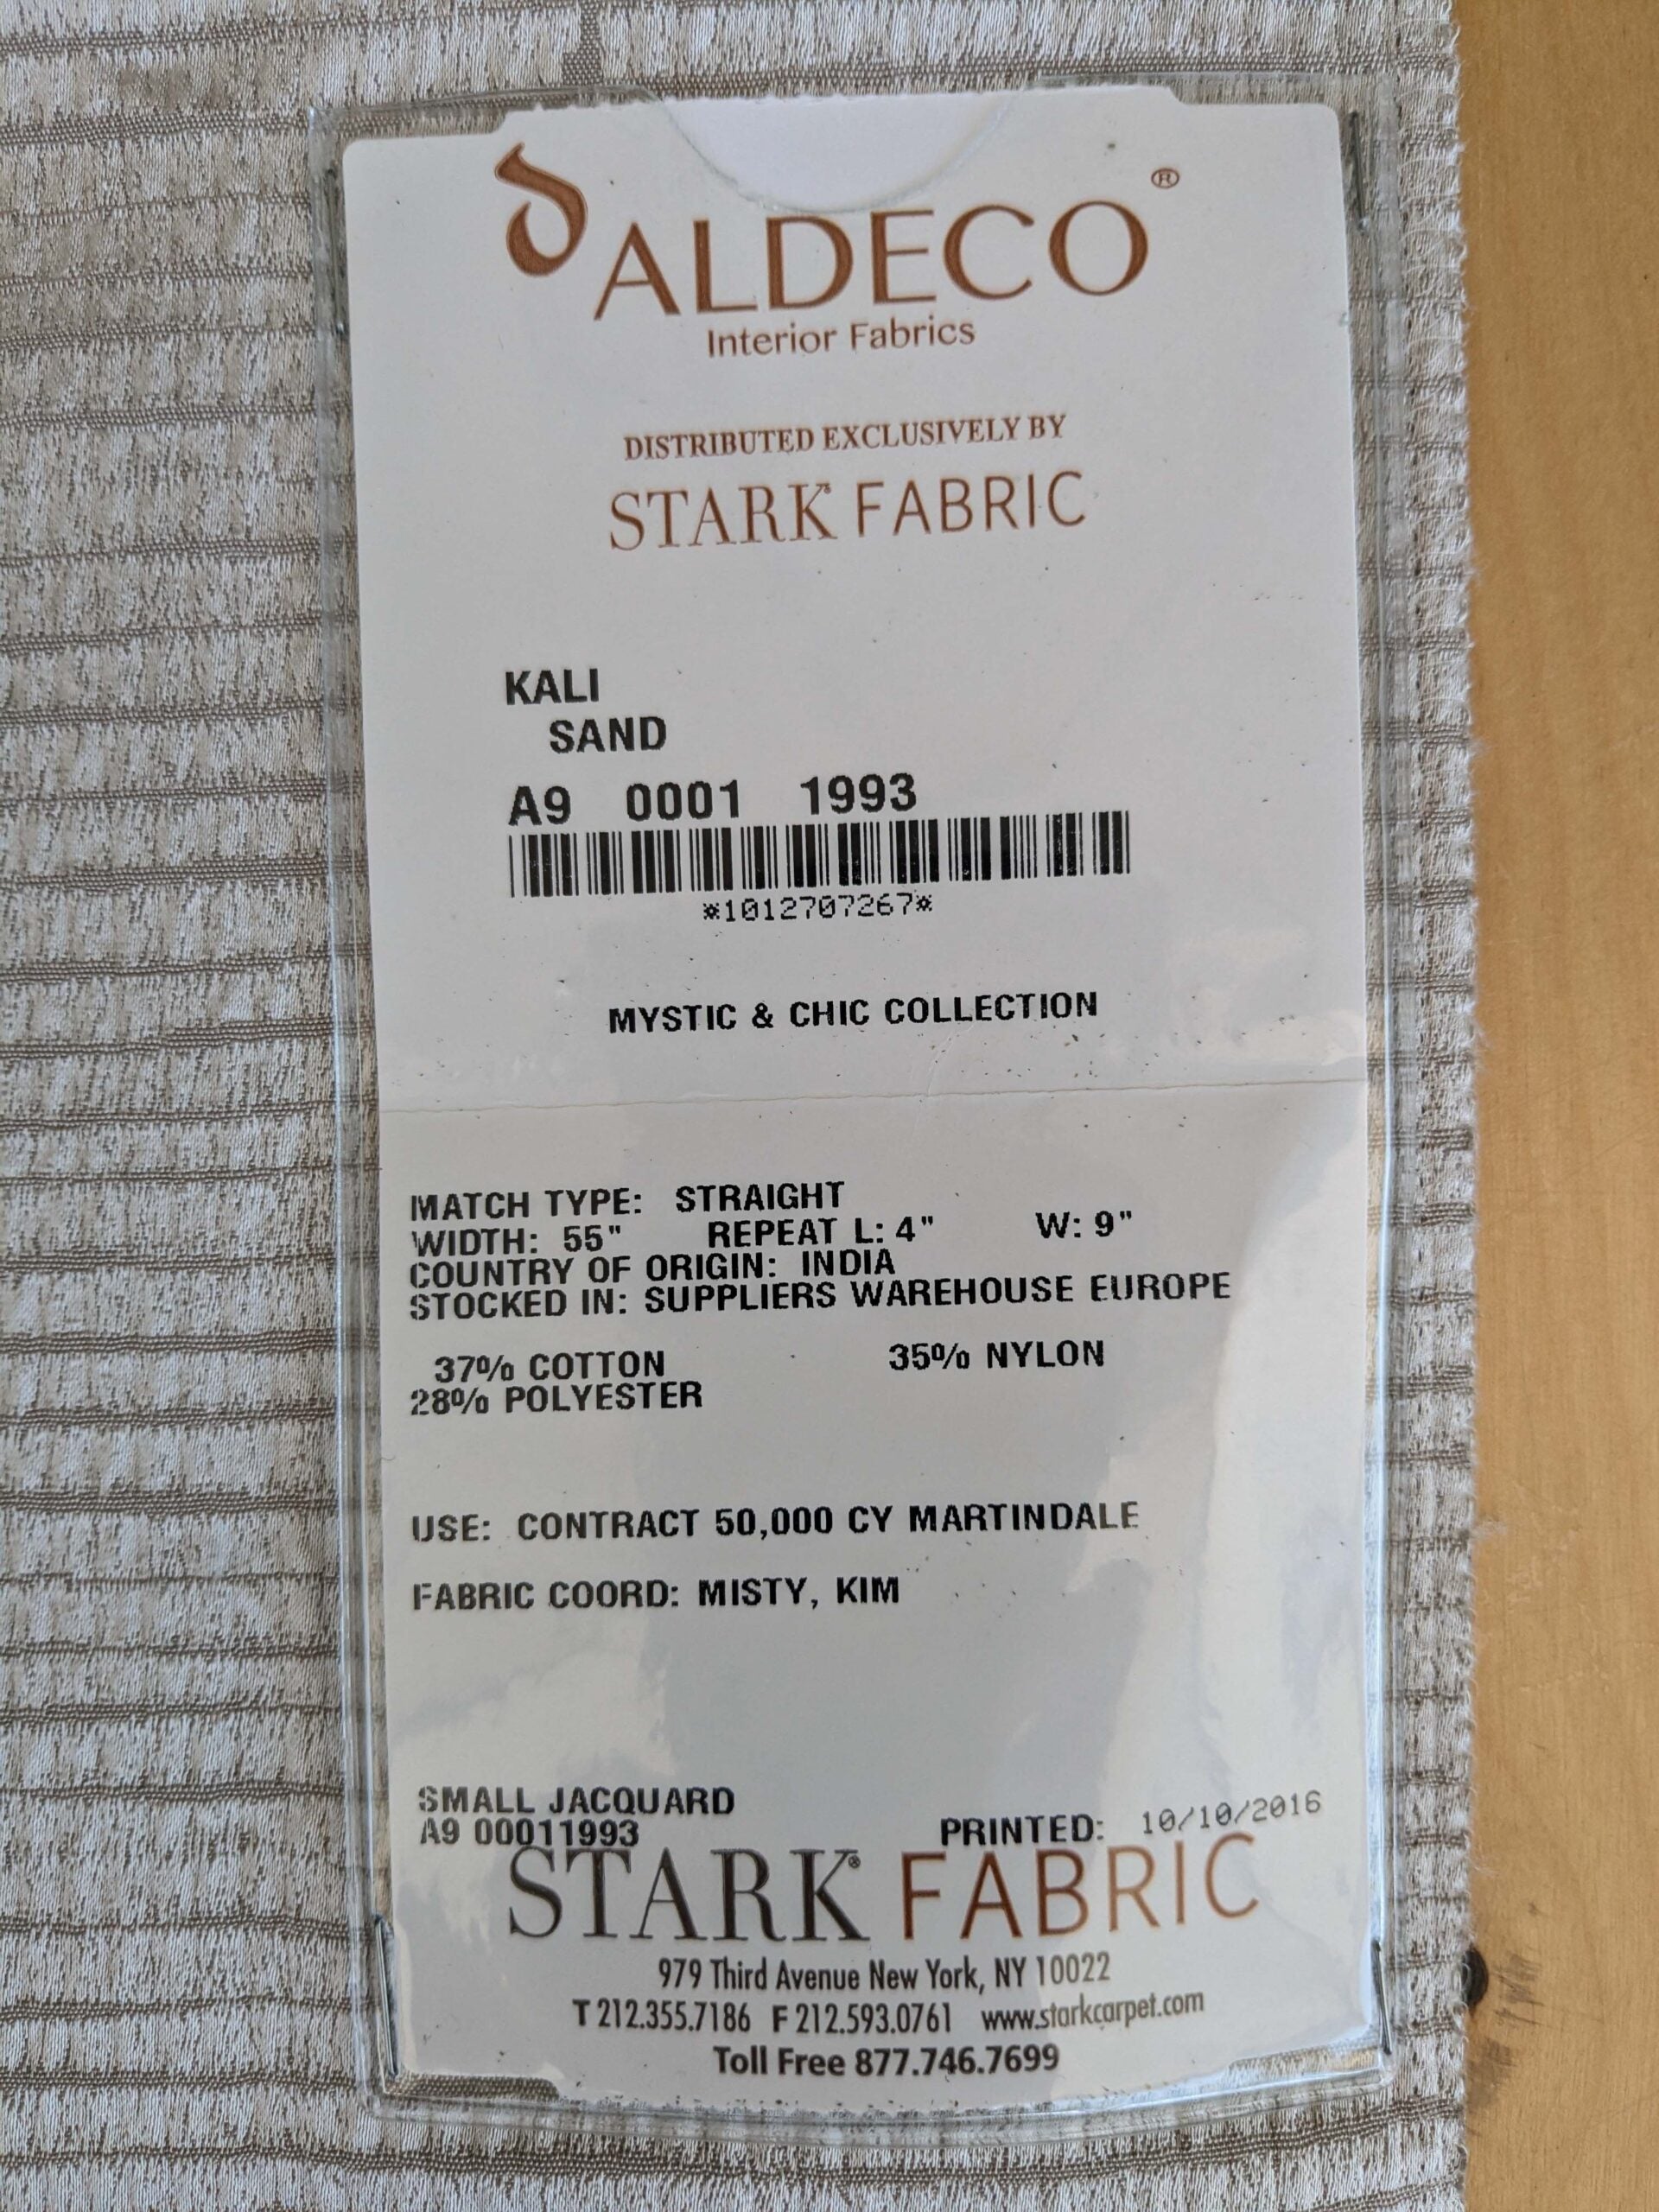 ALDECO®
Interior Fabrics
DISTRIBUTED EXCLUSIVELY BY
STARK FABRIC
KALI
SAND
A9 0001 1993
*1012707267*
MYSTIC & CHIC COLLECTION
MATCH TYPE: STRAIGHT
WIDTH: 55" REPEAT L: 4" W: 9"
COUNTRY OF ORIGIN: INDIA
STOCKED IN: SUPPLIERS WAREHOUSE EUROPE
37% COTTON 35% NYLON
28% POLYESTER
USE: CONTRACT 50,000 CY MARTINDALE
FABRIC COORD: MISTY, KIM
SMALL JACQUARD
A9 00011993 PRINTED: 10/10/2016
STARK® FABRIC
979 Third Avenue New York, NY 10022
T 212.355.7186 F 212.593.0761 www.starkcarpet.com
Toll Free 877.746.7699